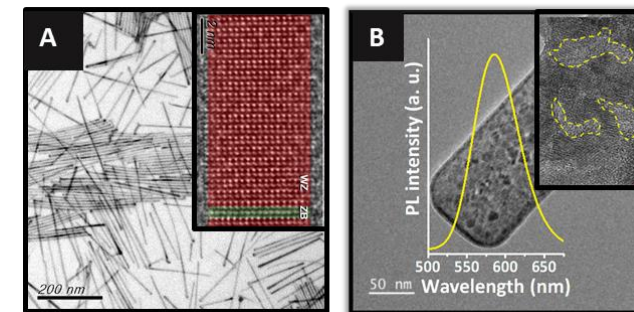 A
2 nm
WZ
ZB
200 nm
B
PL intensity (a. u.)
500 550 600 650
Wavelength (nm)
50 nm